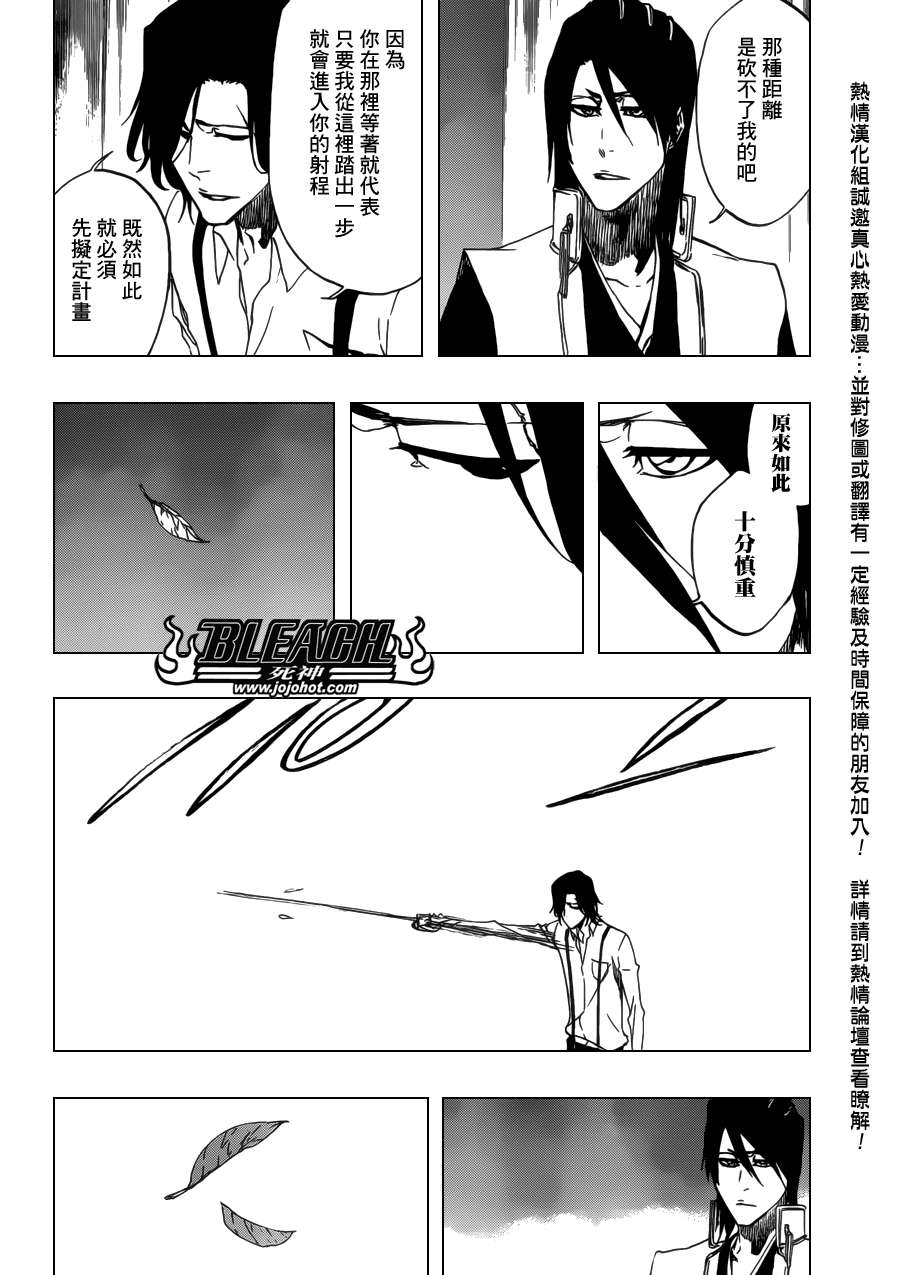 那種距離
是砍不了我的吧
因為
你在那裡等著就代表
只要我從這裡踏出一步
就會進入你的射程
既然如此
就必須
先擬定計畫
原來如此
十分慎重
BLEACH
死神
www.jojohot.com
熱情漢化組誠邀真心熱愛動漫…並對修圖或翻譯有一定經驗及時間保障的朋友加入！ 詳情請到熱情論壇查看瞭解！